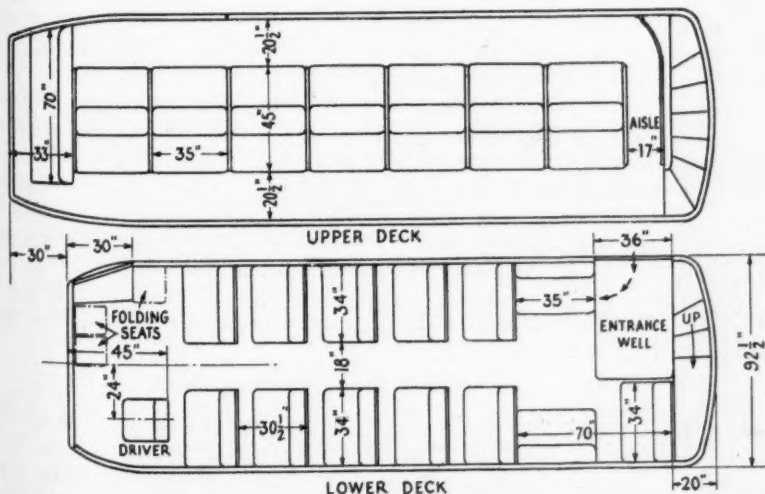 20½"
70"
45"
AISLE
33"
35"
17"
20½"
UPPER DECK
30"
30"
36"
34"
35"
FOLDING
SEATS
ENTRANCE
WELL
UP
45"
24"
18"
92½"
30½"
34"
70"
34"
DRIVER
20"
LOWER DECK